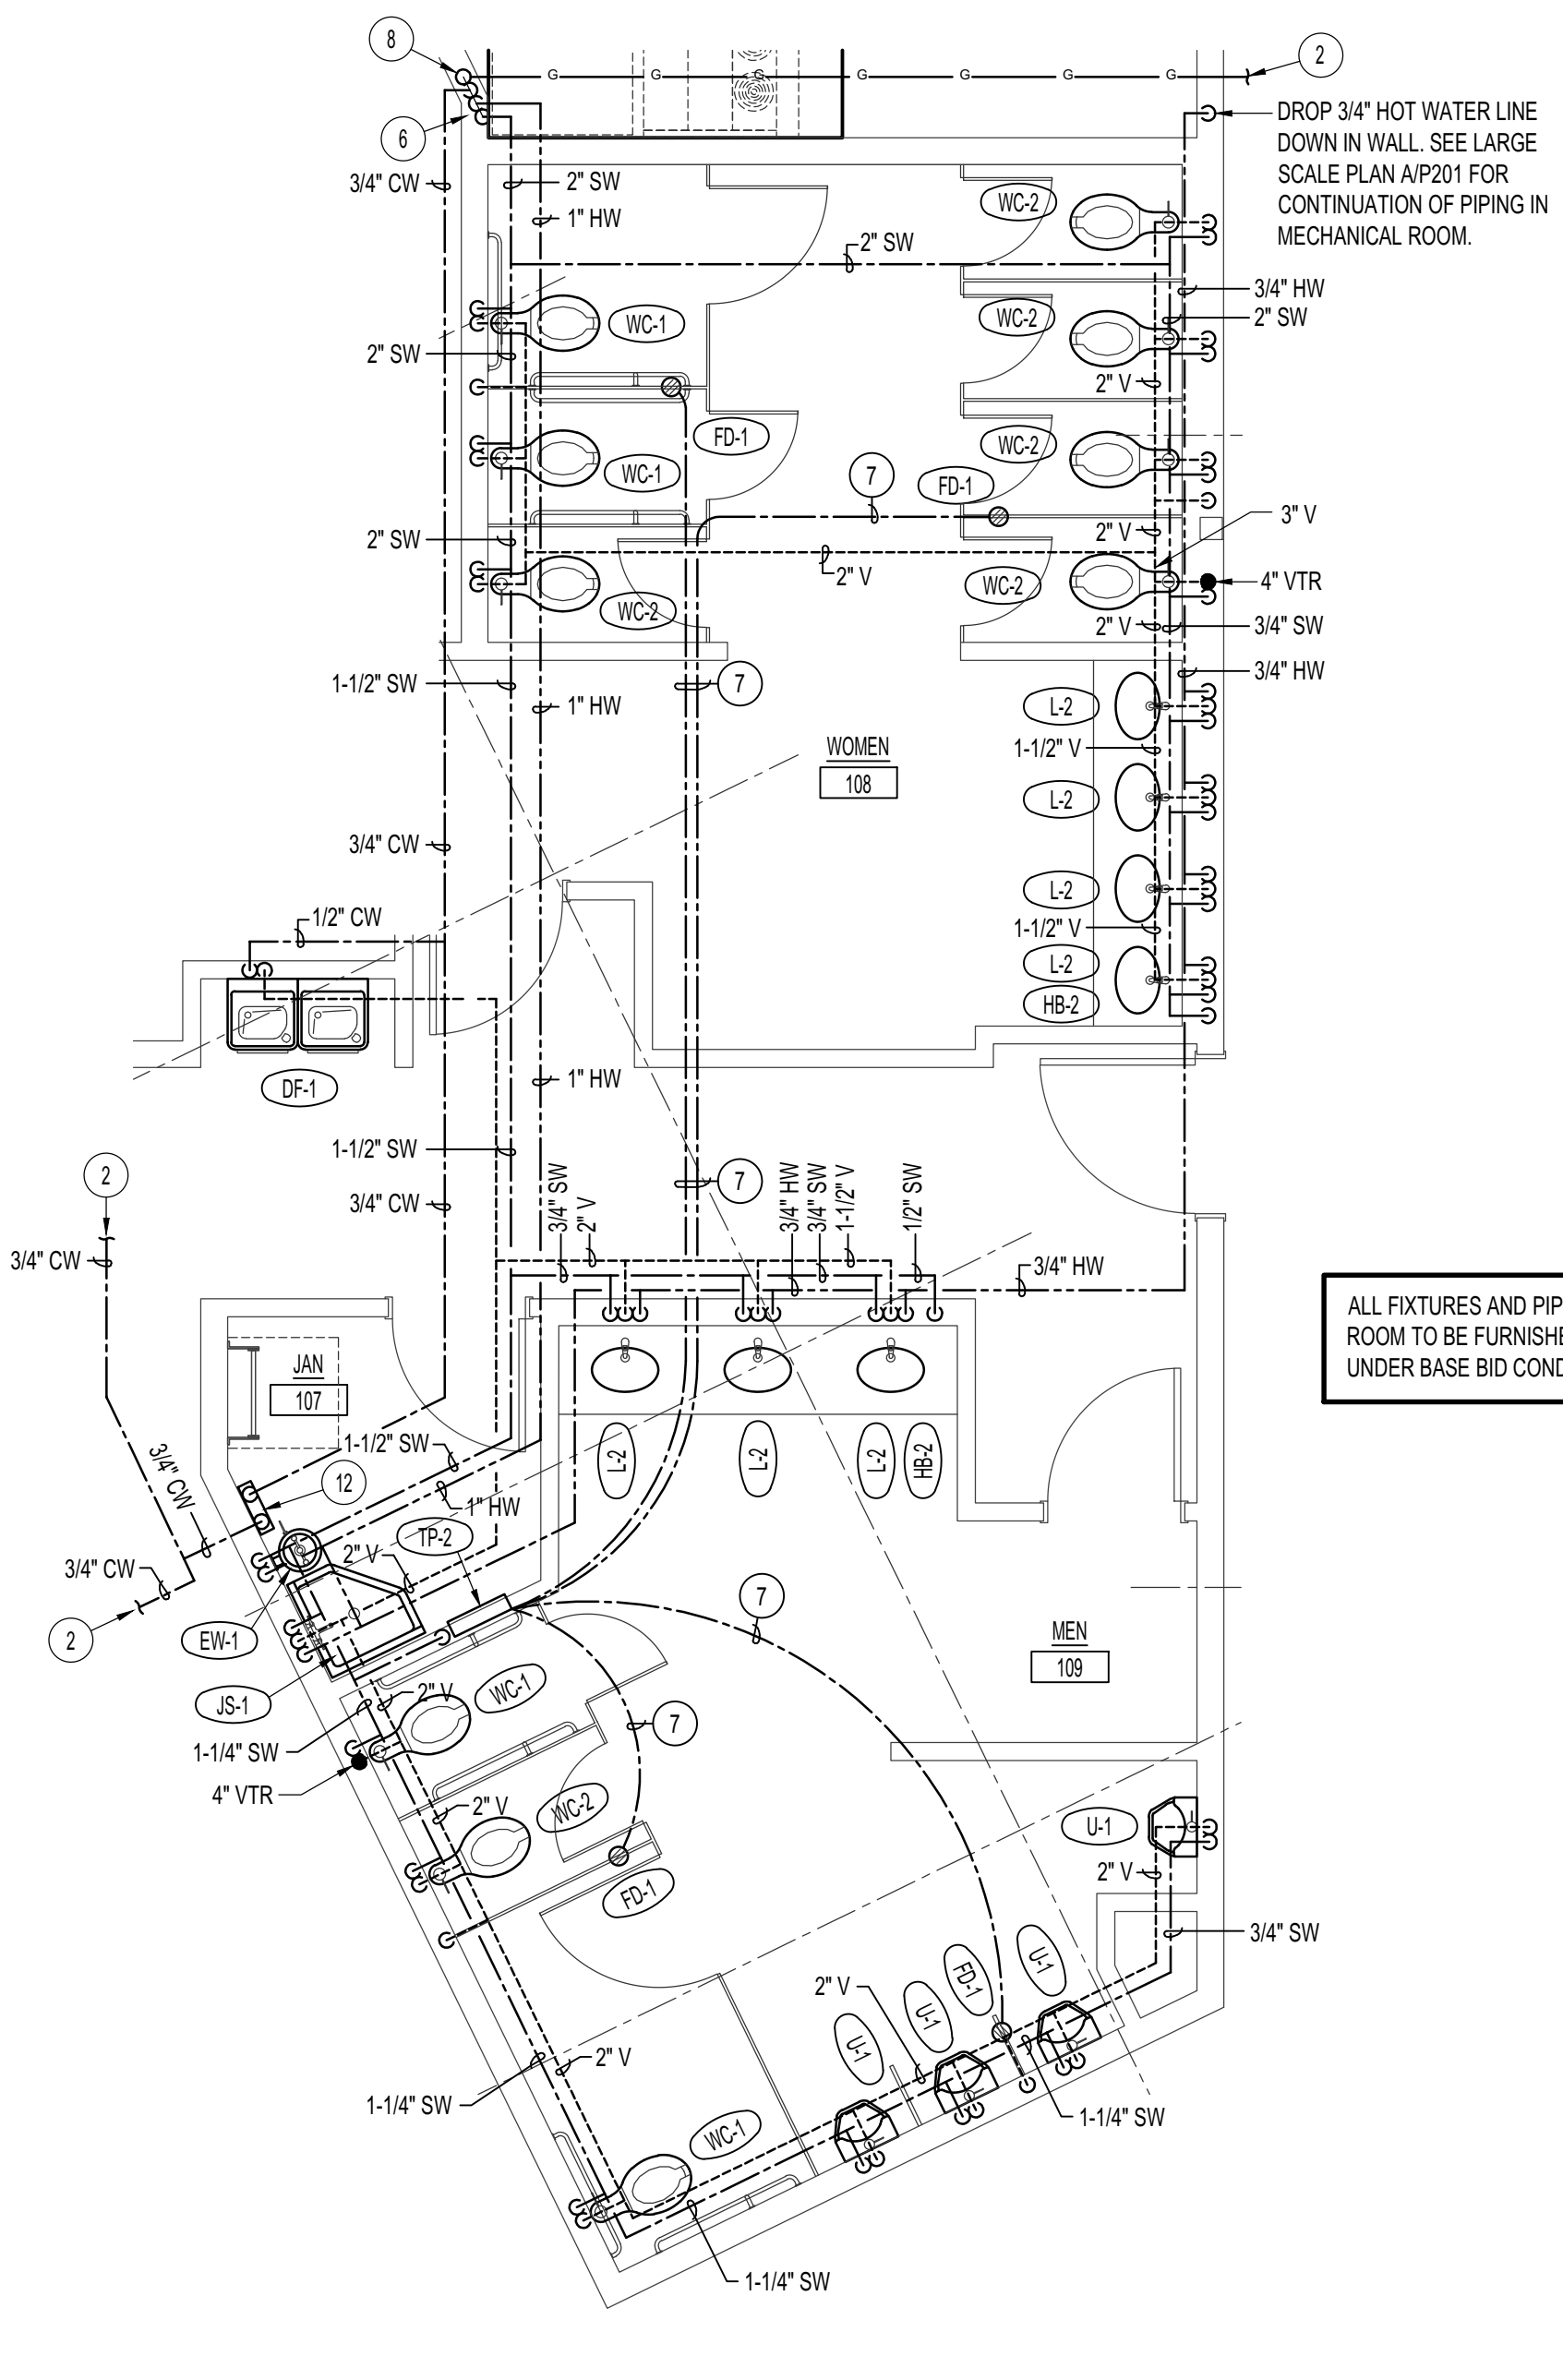 8
2
G G G G G G G
DROP 3/4" HOT WATER LINE
DOWN IN WALL. SEE LARGE
SCALE PLAN A/P201 FOR
CONTINUATION OF PIPING IN
MECHANICAL ROOM.
6
3/4" CW
2" SW
1" HW
WC-2
2" SW
3/4" HW
2" SW
WC-1
WC-2
2" SW
2" V
FD-1
WC-2
WC-1
7
FD-1
2" SW
2" V
3" V
2" V
WC-2
4" VTR
WC-2
2" V
3/4" SW
3/4" HW
1-1/2" SW
7
1" HW
L-2
WOMEN
108
1-1/2" V
L-2
3/4" CW
L-2
1/2" CW
1-1/2" V
L-2
HB-2
DF-1
1" HW
1-1/2" SW
2
3/4" CW
7
3/4" SW
2" V
3/4" HW
3/4" SW
1-1/2" V
1/2" SW
3/4" CW
3/4" HW
ALL FIXTURES AND PIP
ROOM TO BE FURNISHE
UNDER BASE BID COND
JAN
107
1-1/2" SW
L-2
L-2
L-2
HB-2
3/4" CW
12
1" HW
TP-2
2" V
3/4" CW
7
2
EW-1
MEN
109
JS-1
2" V
WC-1
7
1-1/4" SW
4" VTR
2" V
WC-2
U-1
2" V
FD-1
3/4" SW
U-1
FD-1
U-1
U-1
2" V
2" V
1-1/4" SW
1-1/4" SW
WC-1
1-1/4" SW